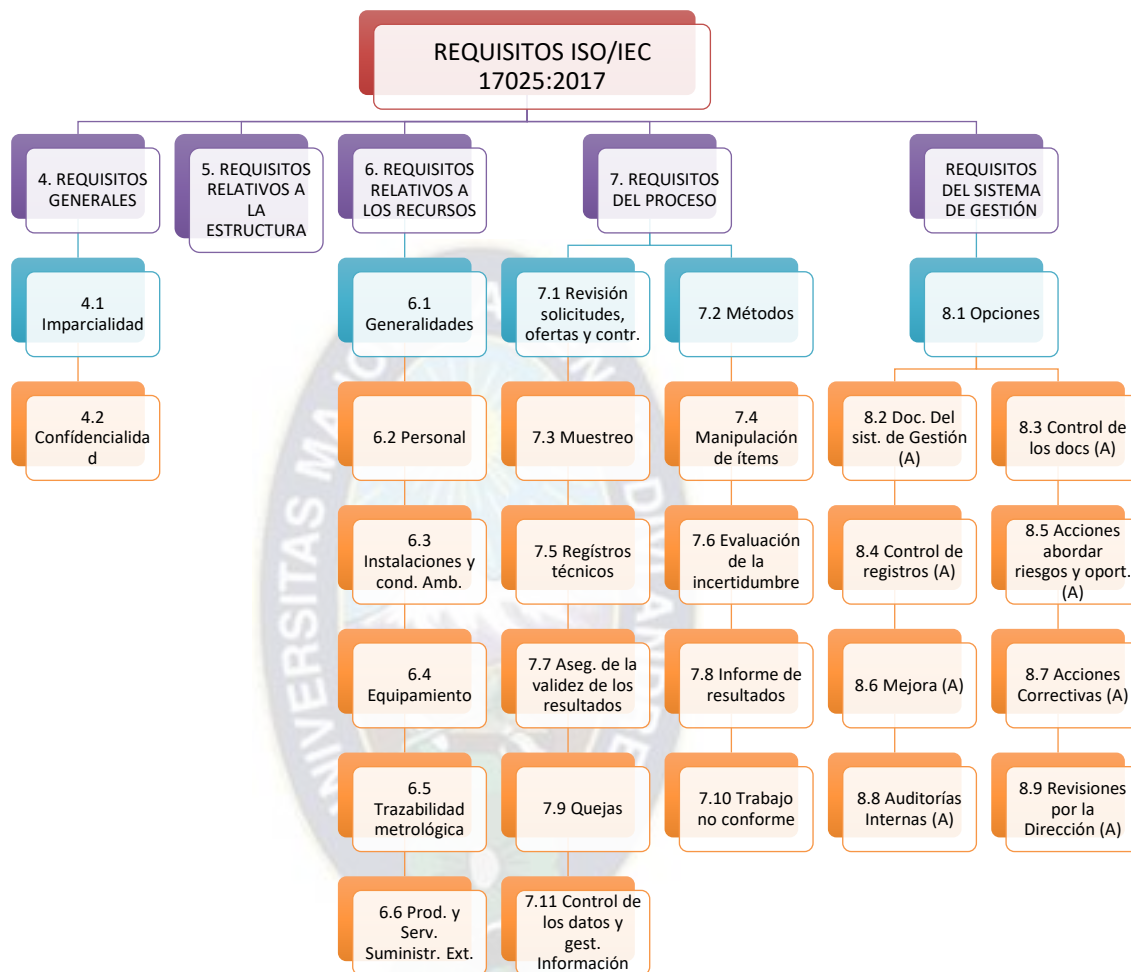 REQUISITOS ISO/IEC
17025:2017
4. REQUISITOS
GENERALES
5. REQUISITOS
RELATIVOS A
LA
ESTRUCTURA
6. REQUISITOS
RELATIVOS A
LOS RECURSOS
7. REQUISITOS
DEL PROCESO
REQUISITOS
DEL SISTEMA
DE GESTIÓN
4.1
Imparcialidad
6.1
Generalidades
7.1 Revisión
solicitudes,
ofertas y contr.
7.2 Métodos
8.1 Opciones
4.2
Confídencialida
d
6.2 Personal
7.3 Muestreo
7.4
Manipulación
de ítems
8.2 Doc. Del
sist. de Gestión
(A)
8.3 Control de
los docs (A)
6.3
Instalaciones y
cond. Amb.
7.5 Regístros
técnicos
7.6 Evaluación
de la
incertidumbre
8.4 Control de
registros (A)
8.5 Acciones
abordar
riesgos y oport.
(A)
6.4
Equipamiento
7.7 Aseg. de la
validez de los
resultados
7.8 Informe de
resultados
8.6 Mejora (A)
8.7 Acciones
Correctivas (A)
6.5
Trazabilidad
metrológica
7.9 Quejas
7.10 Trabajo
no conforme
8.8 Auditorías
Internas (A)
8.9 Revisiones
por la
Dirección (A)
6.6 Prod. y
Serv.
Suministr. Ext.
7.11 Control de
los datos y
gest.
Información